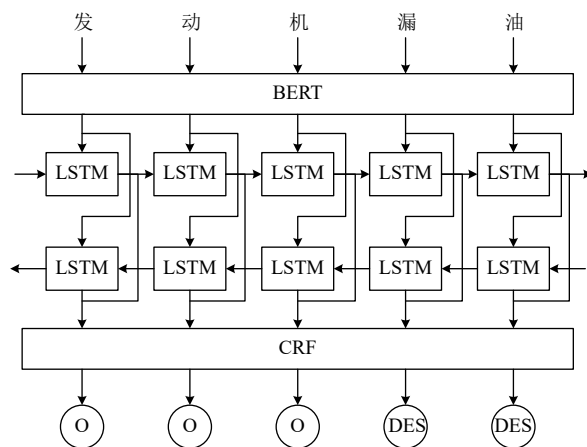 发 动 机 漏 油
BERT
LSTM LSTM LSTM LSTM LSTM
LSTM LSTM LSTM LSTM LSTM
CRF
O O O DES DES